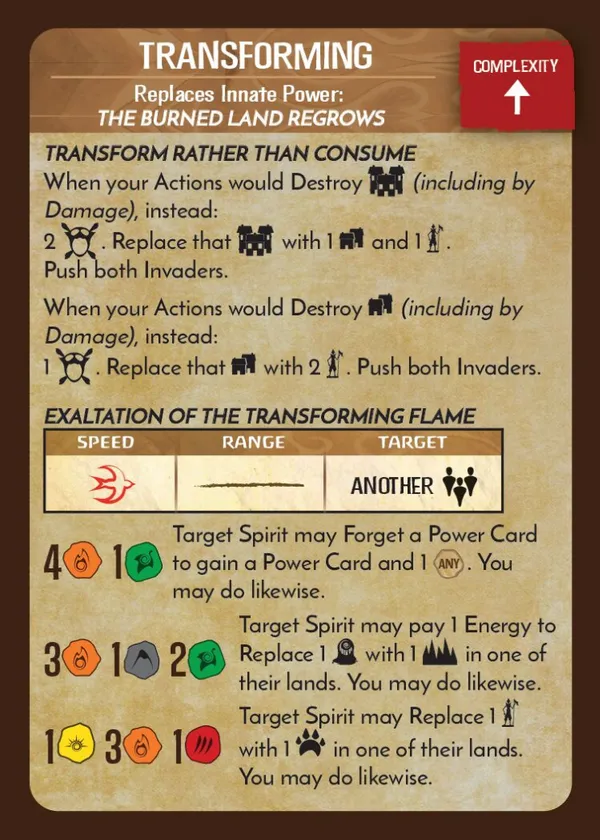 TRANSFORMING
COMPLEXITY
Replaces Innate Power:
THE BURNED LAND REGROWS
TRANSFORM RATHER THAN CONSUME
When your Actions would Destroy (including by
Damage), instead:
2 . Replace that with 1 and 1 .
Push both Invaders.
When your Actions would Destroy (including by
Damage), instead:
1 . Replace that with 2 . Push both Invaders.
EXALTATION OF THE TRANSFORMING FLAME
SPEED RANGE TARGET
ANOTHER
4 1 Target Spirit may Forget a Power Card
to gain a Power Card and 1 ANY . You
may do likewise.
3 1 2 Target Spirit may pay 1 Energy to
Replace 1 with 1 in one of
their lands. You may do likewise.
1 3 1 Target Spirit may Replace 1
with 1 in one of their lands.
You may do likewise.